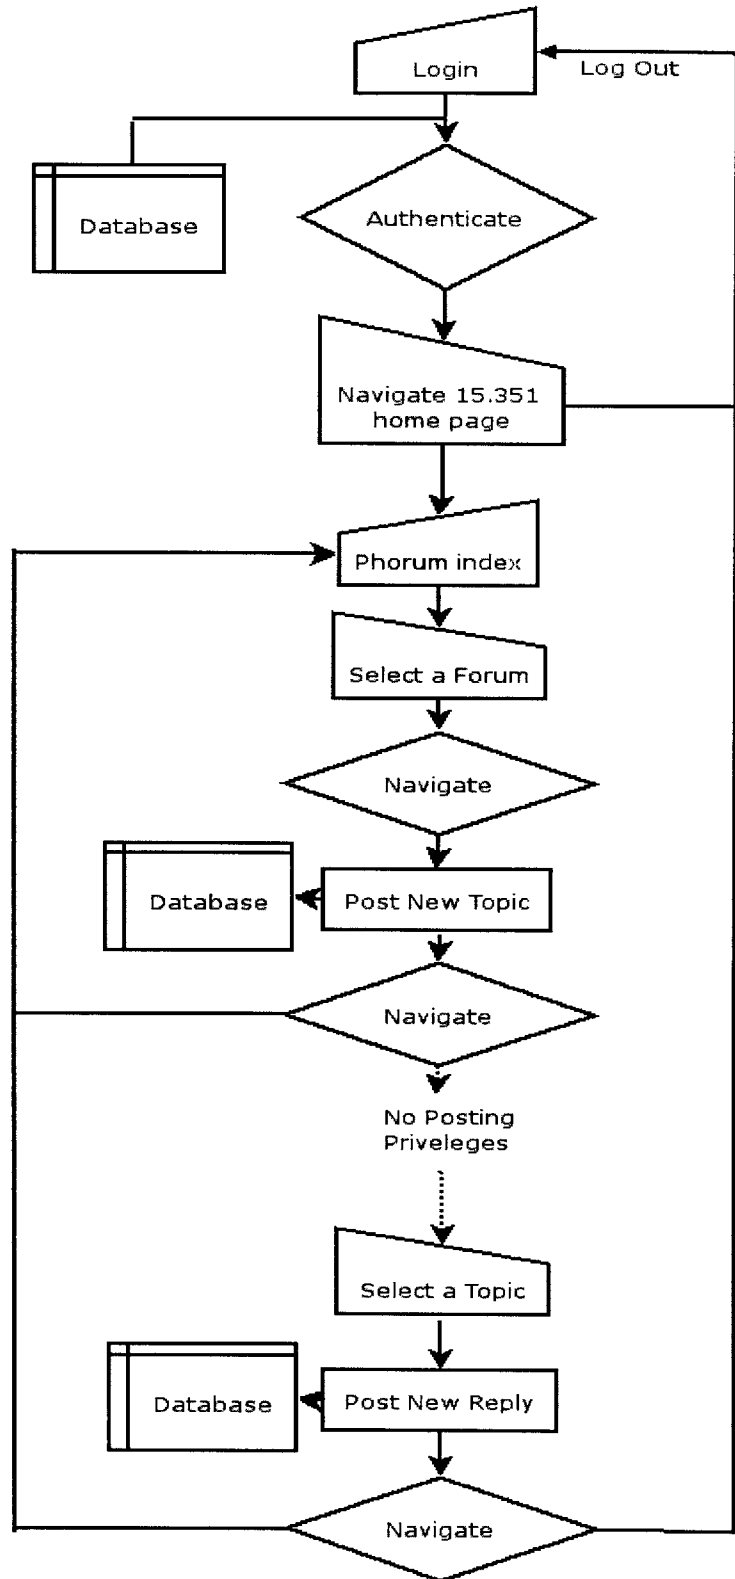 Login
Log Out
Database
Authenticate
Navigate 15.351
home page
Phorum index
Select a Forum
Navigate
Database
Post New Topic
Navigate
No Posting
Priveleges
Select a Topic
Database
Post New Reply
Navigate